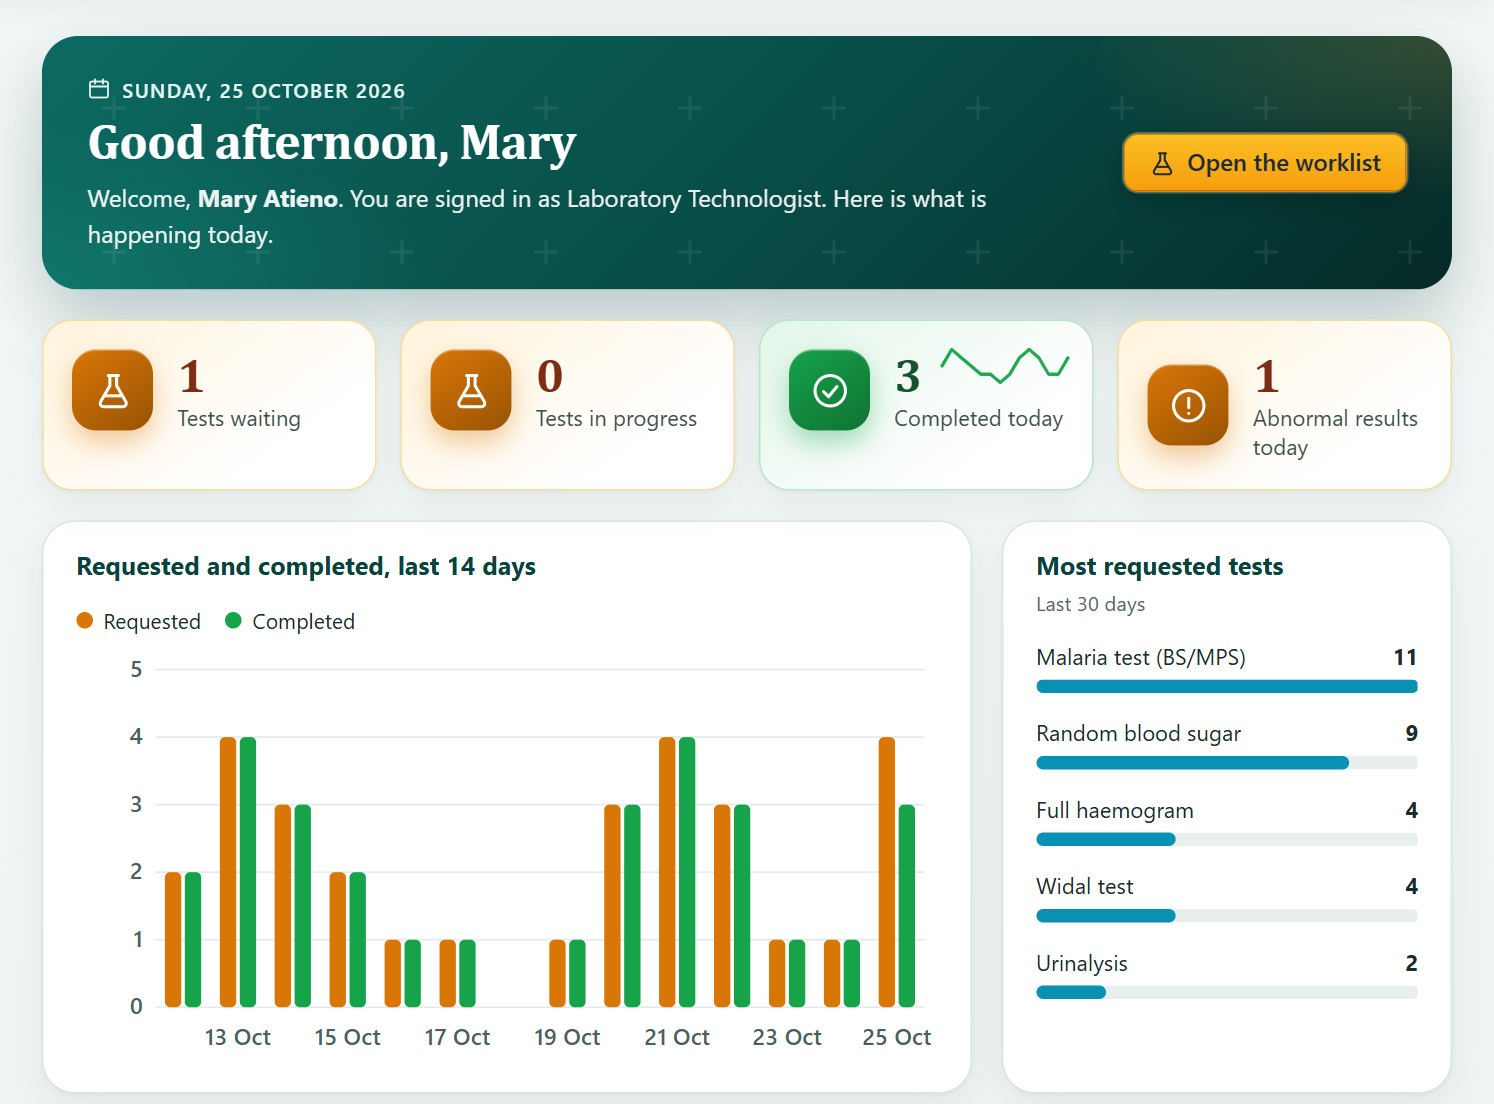 SUNDAY, 25 OCTOBER 2026
Good afternoon, Mary
Welcome, Mary Atieno. You are signed in as Laboratory Technologist. Here is what is
happening today.
Open the worklist
1
Tests waiting
0
Tests in progress
3
Completed today
1
Abnormal results
today
Requested and completed, last 14 days
Requested
Completed
5
4
3
2
1
0
13 Oct
15 Oct
17 Oct
19 Oct
21 Oct
23 Oct
25 Oct
Most requested tests
Last 30 days
Malaria test (BS/MPS) 11
Random blood sugar 9
Full haemogram 4
Widal test 4
Urinalysis 2